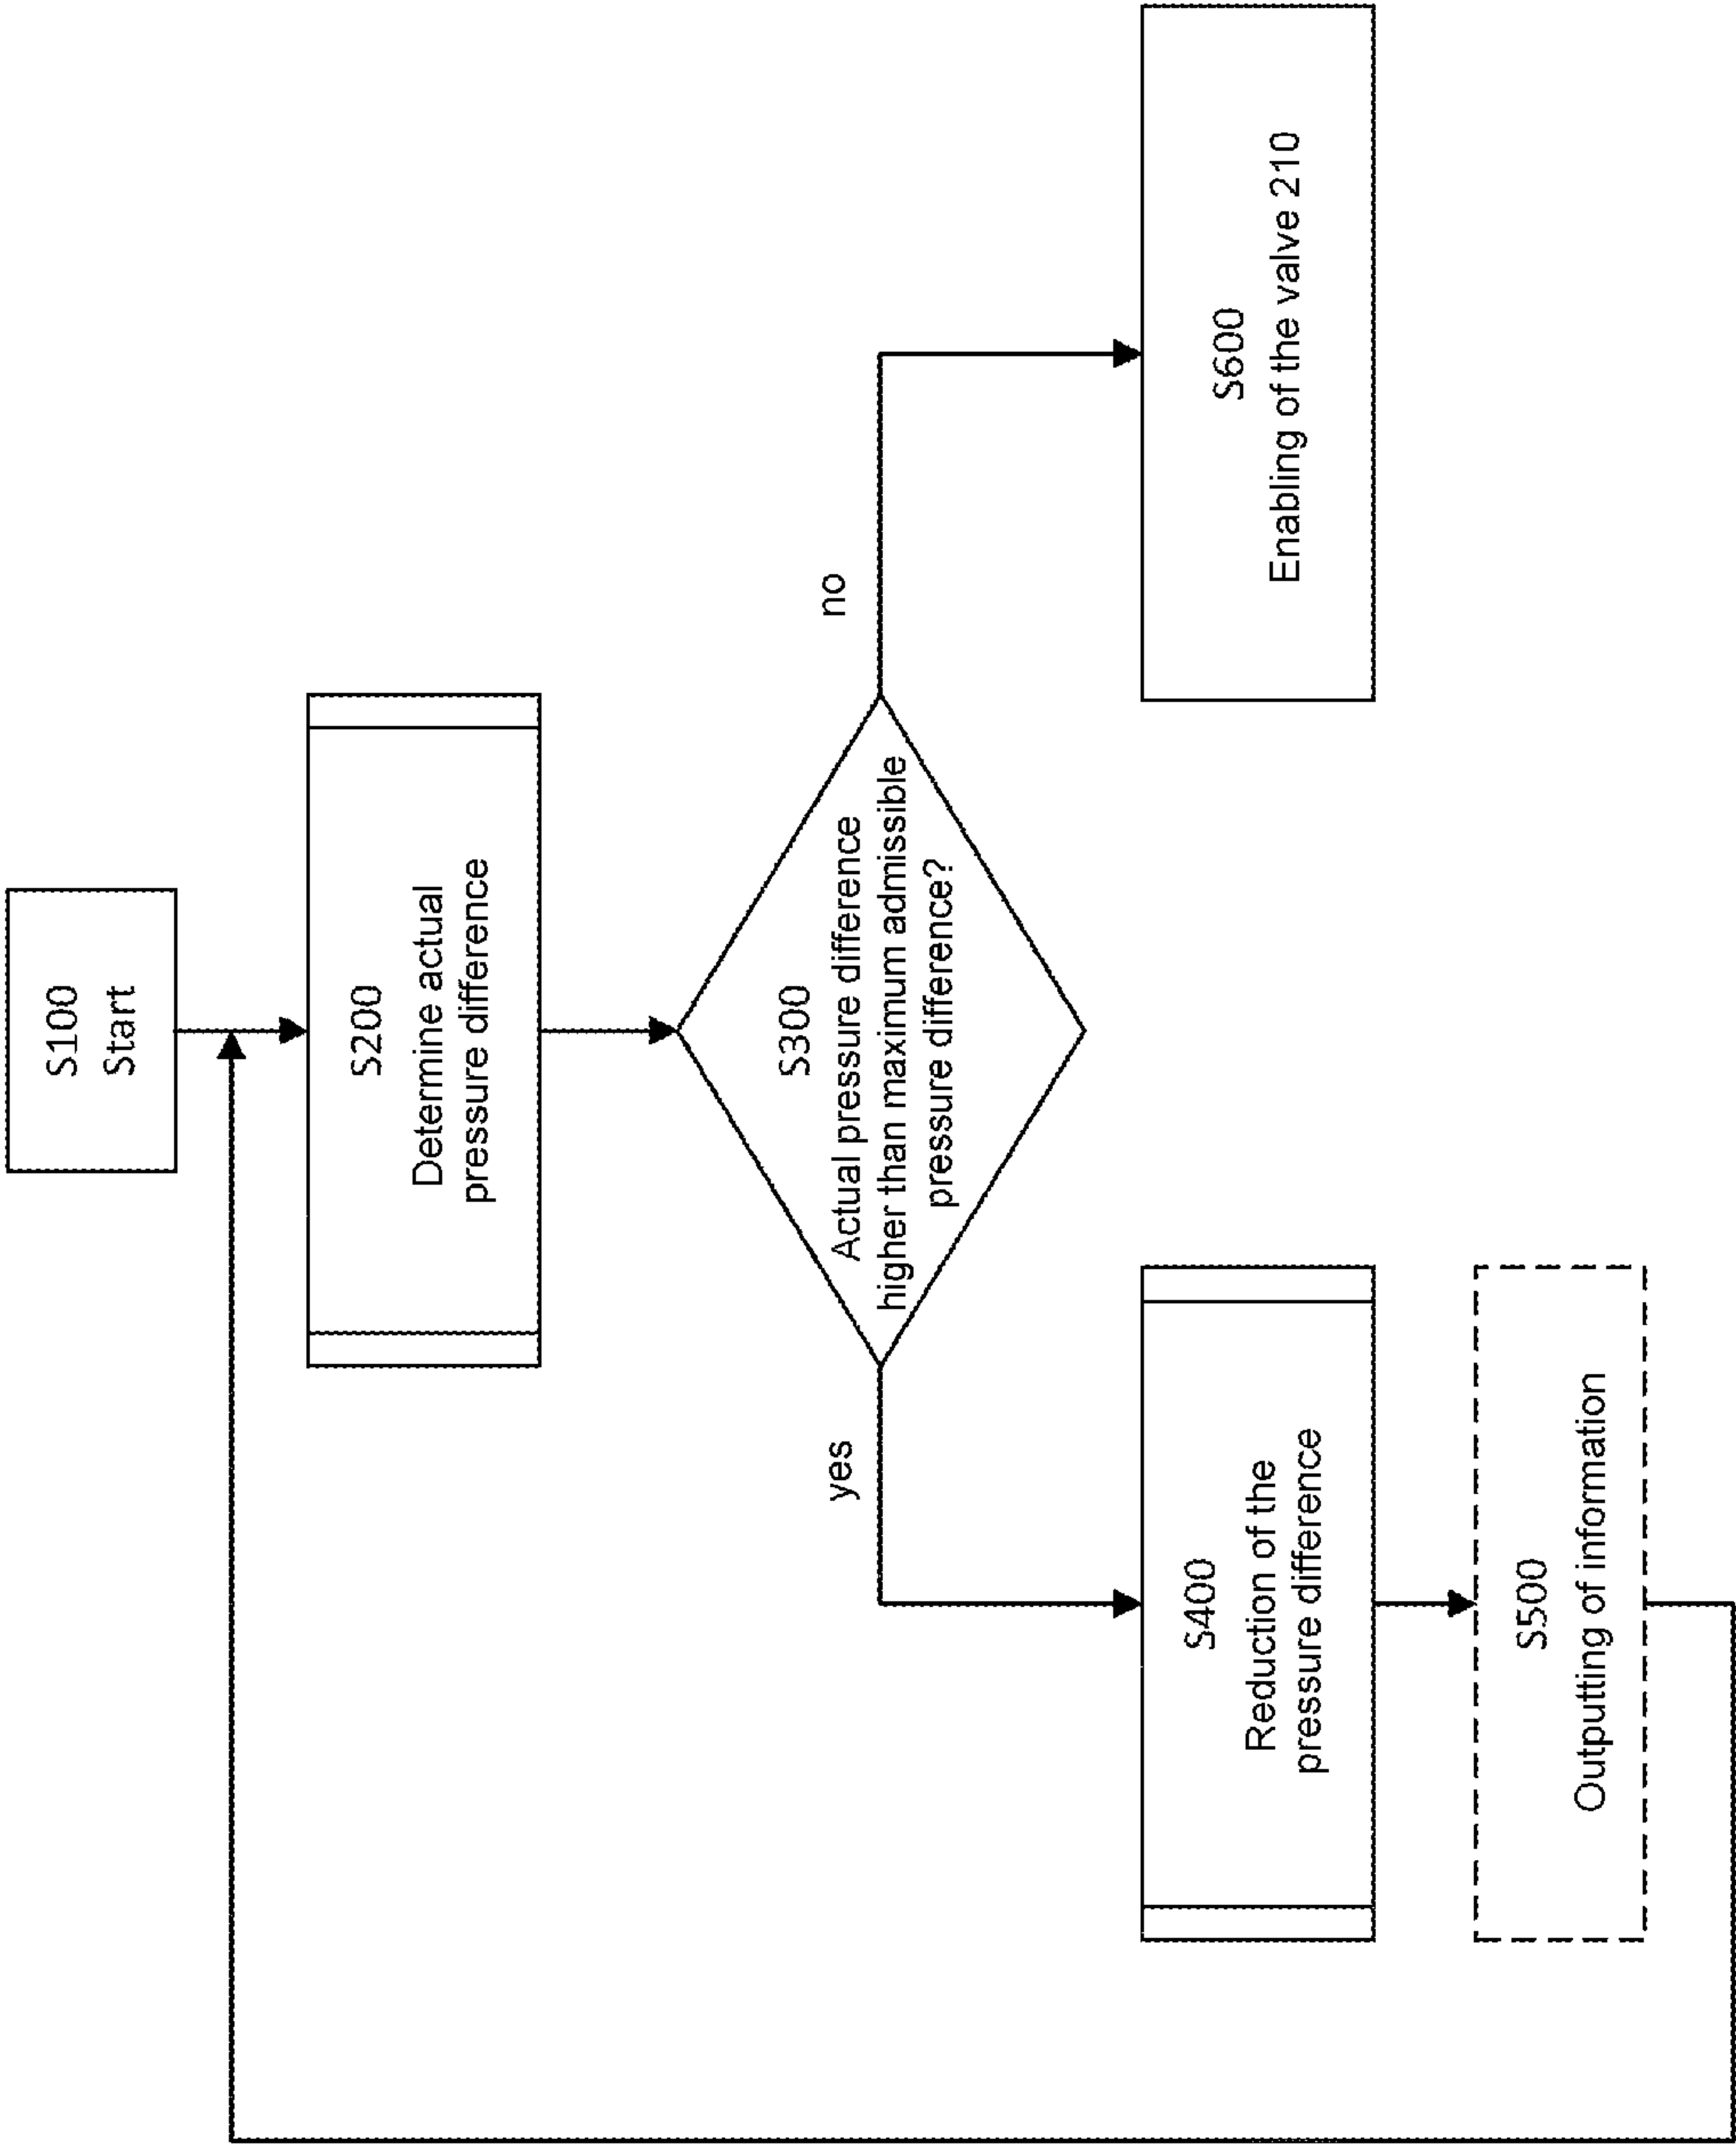 S100
Start
S200
Determine actual
pressure difference
S300
Actual pressure difference
higher than maximum admissible
pressure difference?
yes
no
S400
Reduction of the
pressure difference
S600
Enabling of the valve 210
S500
Outputting of information